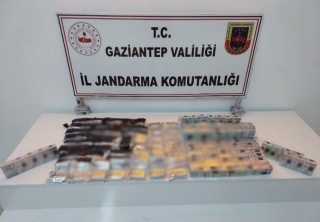 T.C.
GAZİANTEP VALİLİĞİ
İL JANDARMA KOMUTANLIĞI